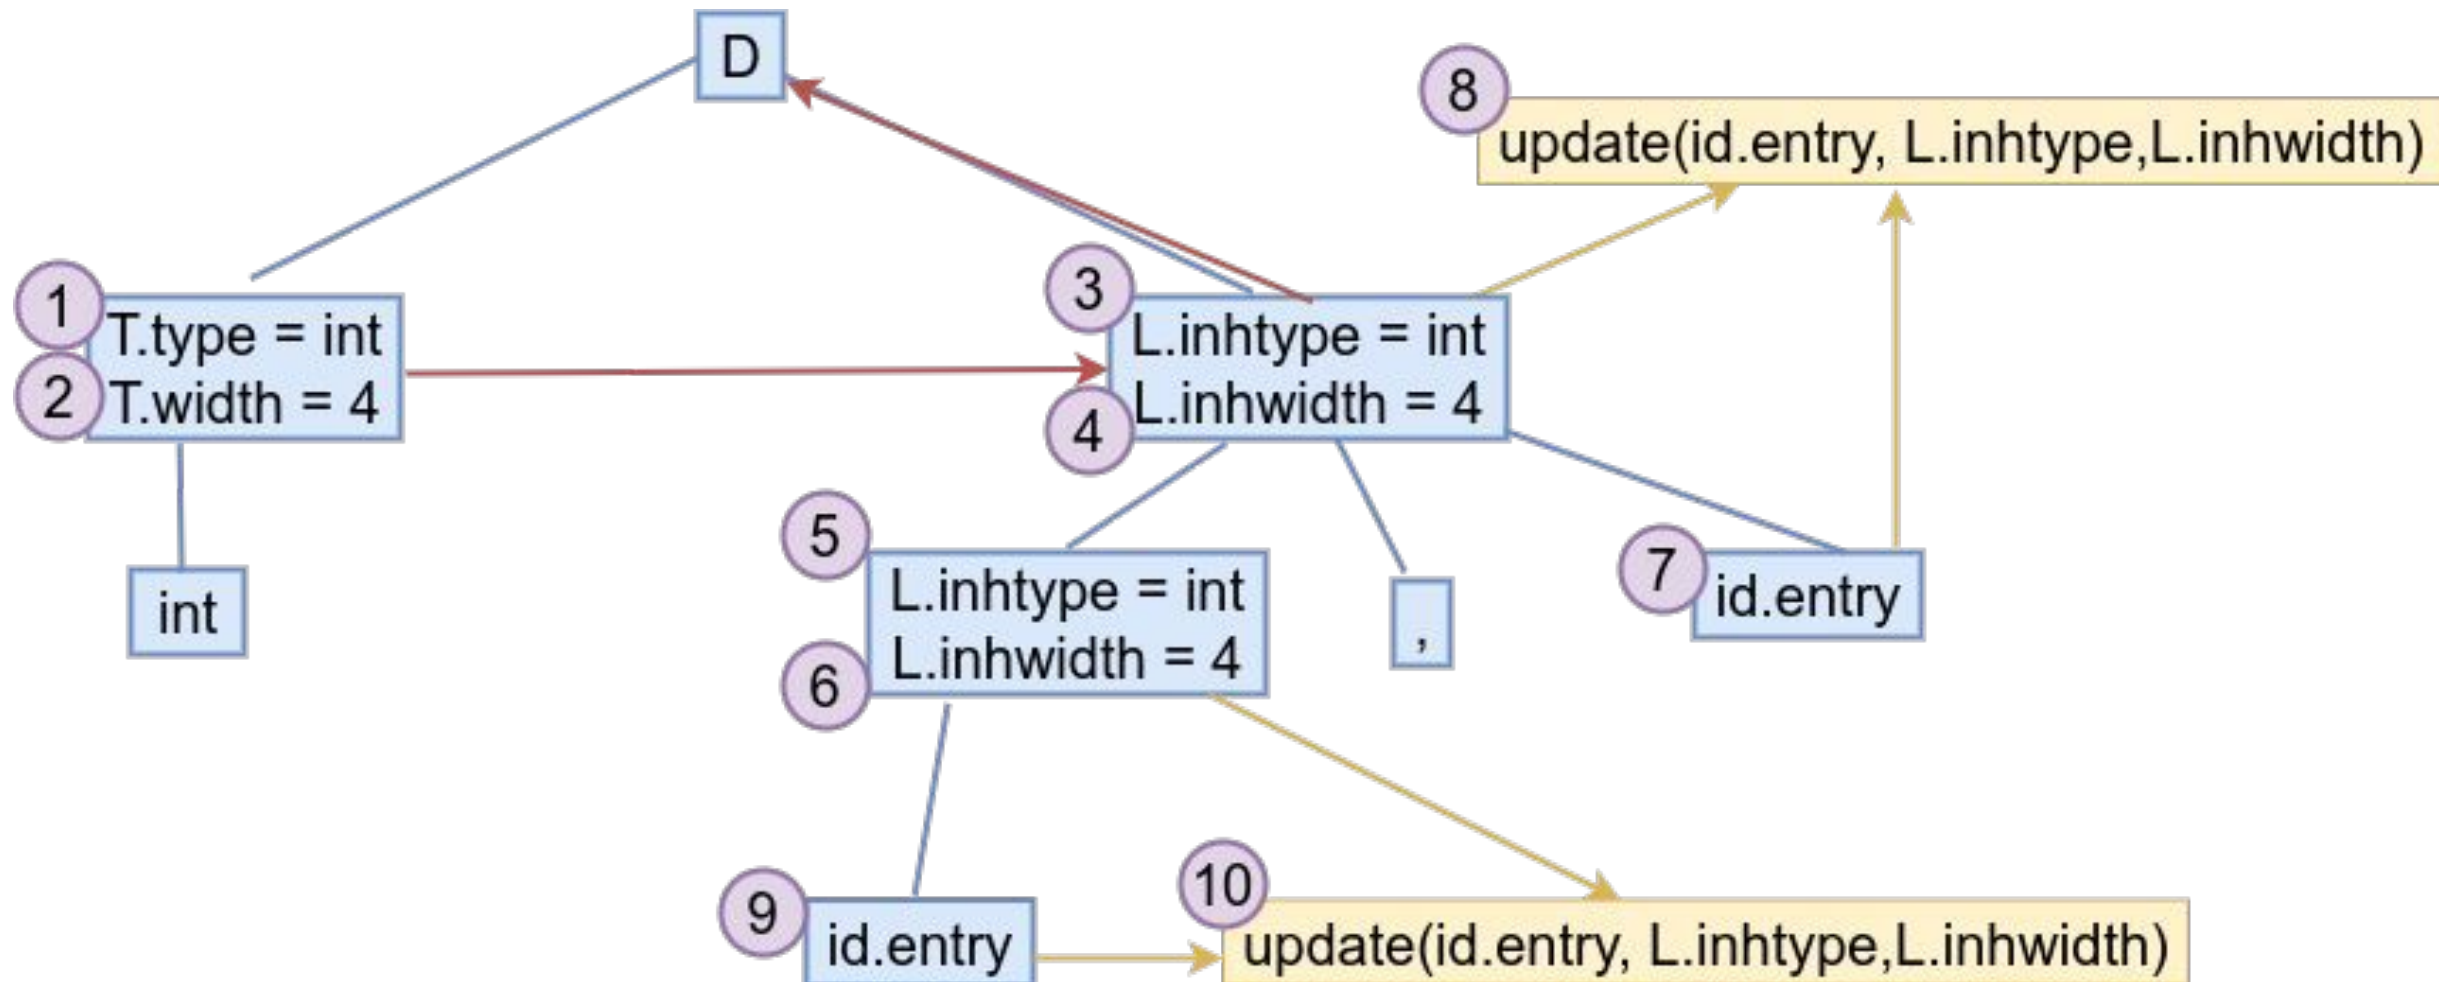 D
8
update(id.entry, L.inhtype,L.inhwidth)
1
T.type = int
2
T.width = 4
3
L.inhtype = int
4
L.inhwidth = 4
int
5
L.inhtype = int
6
L.inhwidth = 4
,
7
id.entry
9
id.entry
10
update(id.entry, L.inhtype,L.inhwidth)